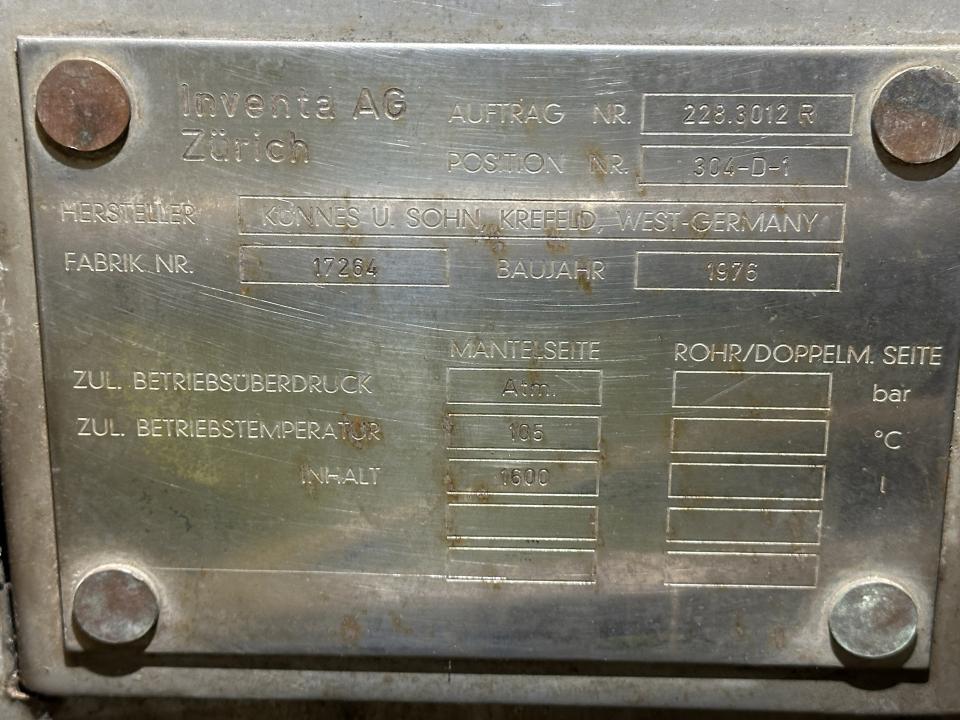 Inventa AG
Zürich
AUFTRAG NR. 228.3012 R
POSITION NR. 304-D-1
HERSTELLER KÜNNES U. SOHN, KREFELD, WEST-GERMANY
FABRIK NR. 17264 BAUJAHR 1976
MANTELSEITE ROHR/DOPPELM. SEITE
ZUL. BETRIEBSÜBERDRUCK Atm. bar
ZUL. BETRIEBSTEMPERATUR 105 °C
INHALT 1600 l